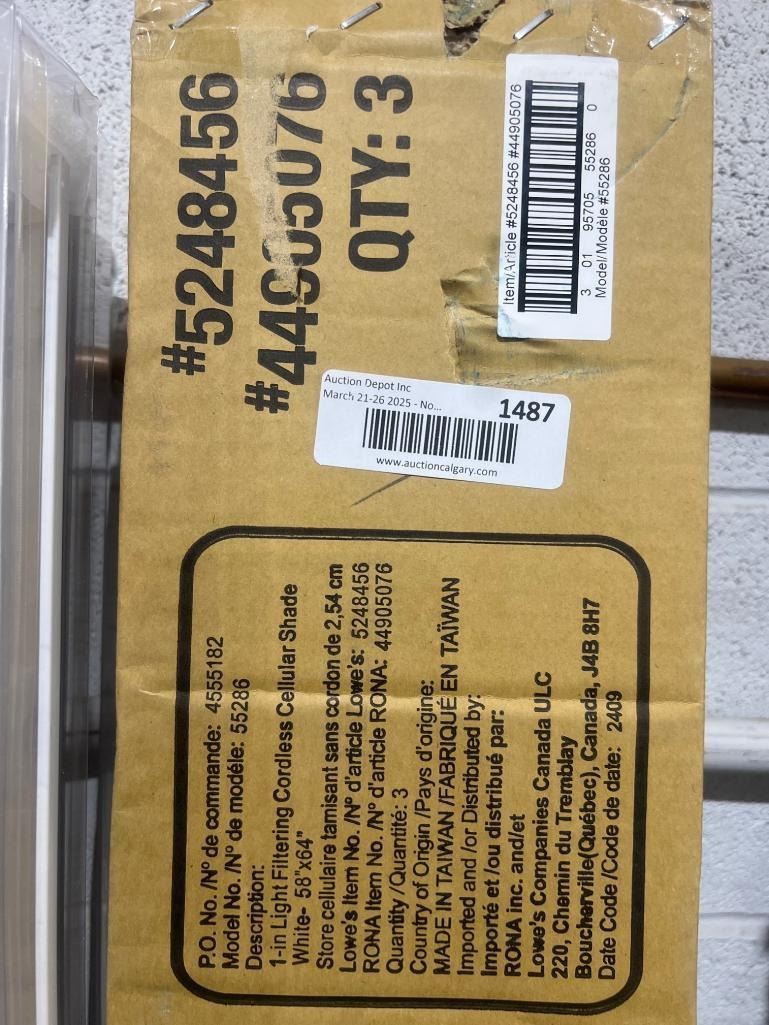 #5248456
#44905076
QTY: 3
Item/Article #5248456 #44905076
3 01 95705 55286 0
Model/Modèle #55286
Auction Depot Inc
March 21-26 2025 - No...
1487
www.auctioncalgary.com
P.O. No. /Nº de commande: 4555182
Model No. /Nº de modèle: 55286
Description:
1-in Light Filtering Cordless Cellular Shade
White- 58"x64"
Store cellulaire tamisant sans cordon de 2,54 cm
Lowe's Item No. /Nº d'article Lowe's: 5248456
RONA Item No. /Nº d'article RONA: 44905076
Quantity /Quantité: 3
Country of Origin /Pays d'origine:
MADE IN TAIWAN /FABRIQUÉ EN TAÏWAN
Imported and /or Distributed by:
Importé et /ou distribué par:
RONA inc. and/et
Lowe's Companies Canada ULC
220, Chemin du Tremblay
Boucherville(Québec), Canada, J4B 8H7
Date Code /Code de date: 2409